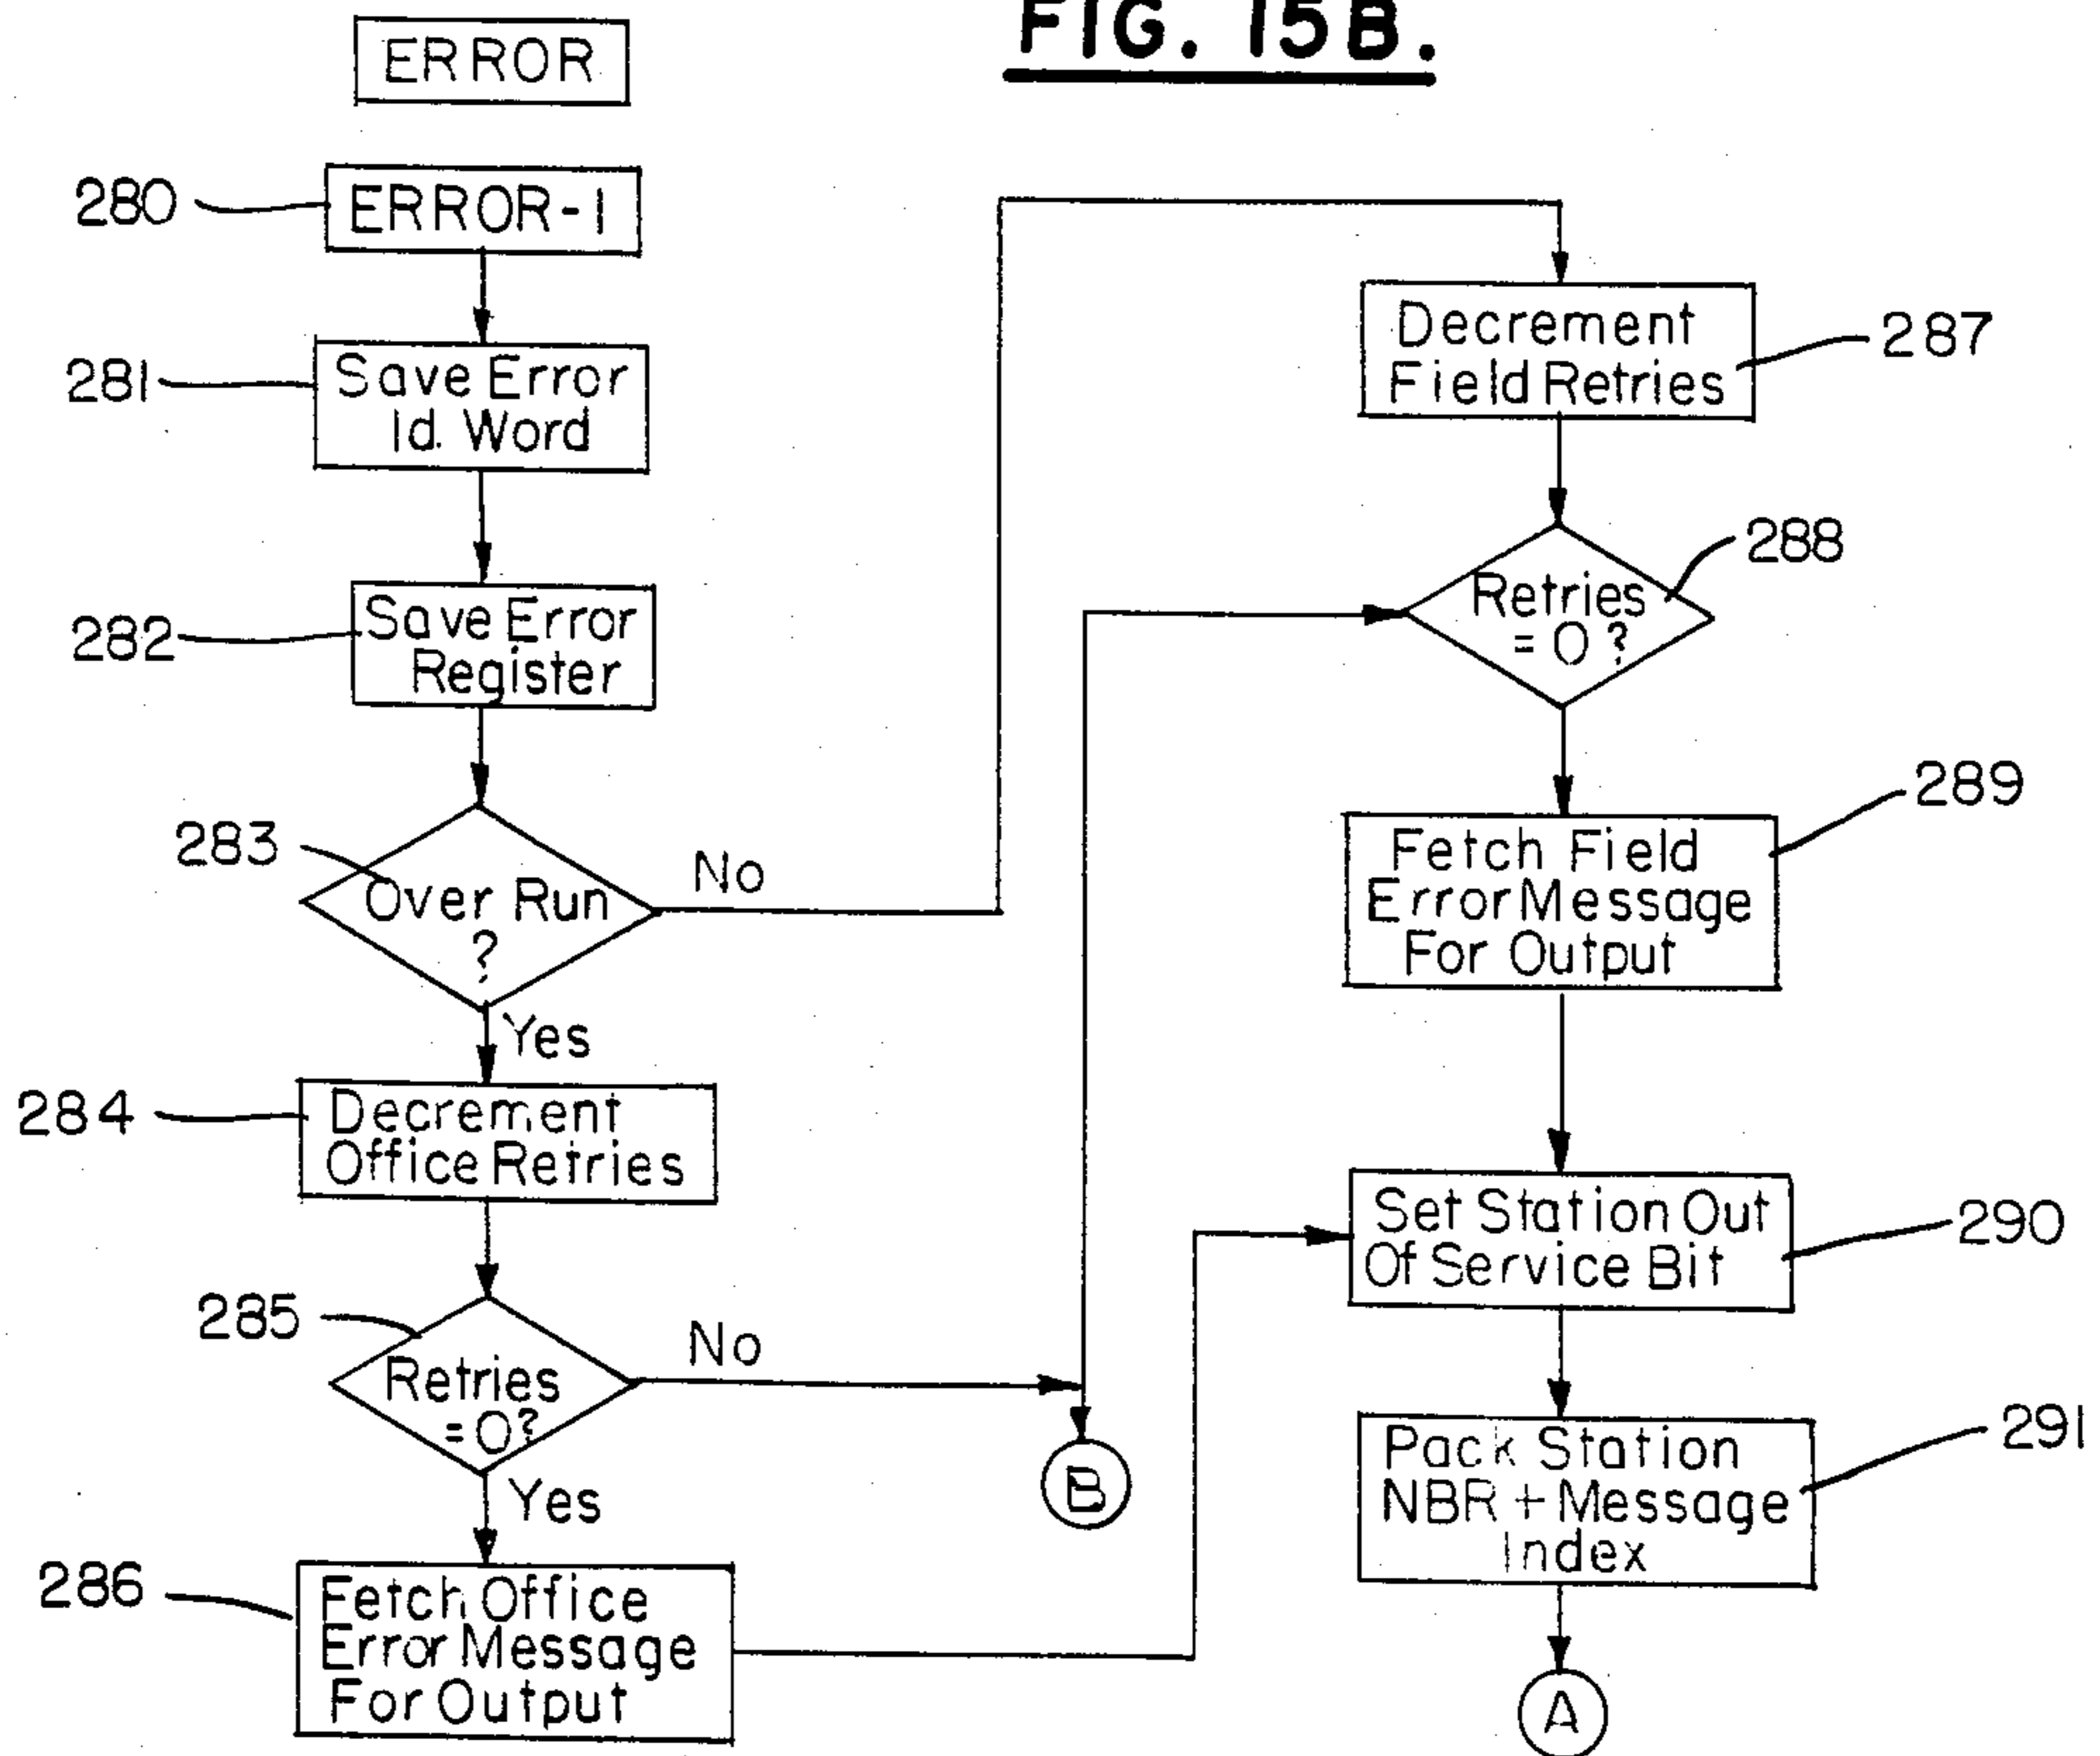 FIG. 15B.
ERROR
280
ERROR-1
281
Save Error
Id. Word
282
Save Error
Register
283
Over Run
?
No
Yes
284
Decrement
Office Retries
285
Retries
= 0?
No
Yes
286
Fetch Office
Error Message
For Output
B
287
Decrement
Field Retries
288
Retries
= 0?
289
Fetch Field
Error Message
For Output
290
Set Station Out
Of Service Bit
291
Pack Station
NBR + Message
Index
A